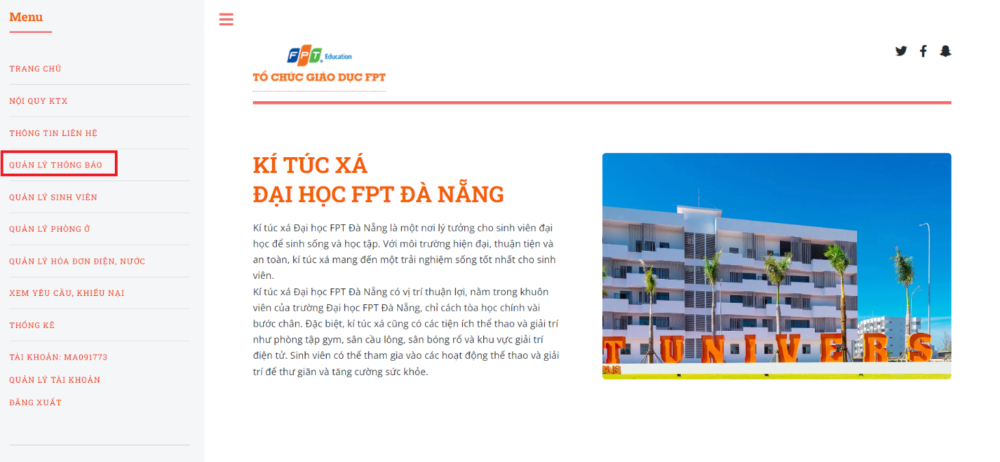 Menu
TRANG CHỦ
NỘI QUY KTX
THÔNG TIN LIÊN HỆ
QUẢN LÝ THÔNG BÁO
QUẢN LÝ SINH VIÊN
QUẢN LÝ PHÒNG Ở
QUẢN LÝ HÓA ĐƠN ĐIỆN, NƯỚC
XEM YÊU CẦU, KHIẾU NẠI
THỐNG KÊ
TÀI KHOẢN: MA091773
QUẢN LÝ TÀI KHOẢN
ĐĂNG XUẤT
FPT Education
TỔ CHỨC GIÁO DỤC FPT
KÍ TÚC XÁ
ĐẠI HỌC FPT ĐÀ NẴNG
Kí túc xá Đại học FPT Đà Nẵng là một nơi lý tưởng cho sinh viên đại
học để sinh sống và học tập. Với môi trường hiện đại, thuận tiện và
an toàn, kí túc xá mang đến một trải nghiệm sống tốt nhất cho sinh
viên.
Kí túc xá Đại học FPT Đà Nẵng có vị trí thuận lợi, nằm trong khuôn
viên của trường Đại học FPT Đà Nẵng, chỉ cách tòa học chính vài
bước chân. Đặc biệt, kí túc xá cũng có các tiện ích thể thao và giải trí
như phòng tập gym, sân cầu lông, sân bóng rổ và khu vực giải trí
điện tử. Sinh viên có thể tham gia vào các hoạt động thể thao và giải
trí để thư giãn và tăng cường sức khỏe.
T UNIVERS